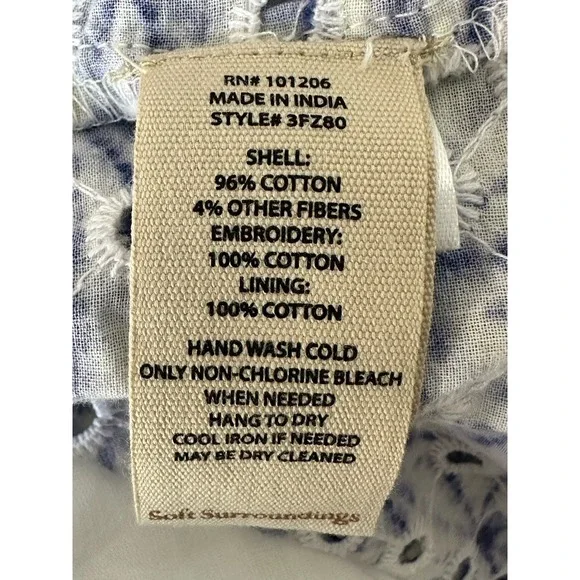 RN# 101206
MADE IN INDIA
STYLE# 3FZ80
SHELL:
96% COTTON
4% OTHER FIBERS
EMBROIDERY:
100% COTTON
LINING:
100% COTTON
HAND WASH COLD
ONLY NON-CHLORINE BLEACH
WHEN NEEDED
HANG TO DRY
COOL IRON IF NEEDED
MAY BE DRY CLEANED
Soft Surroundings